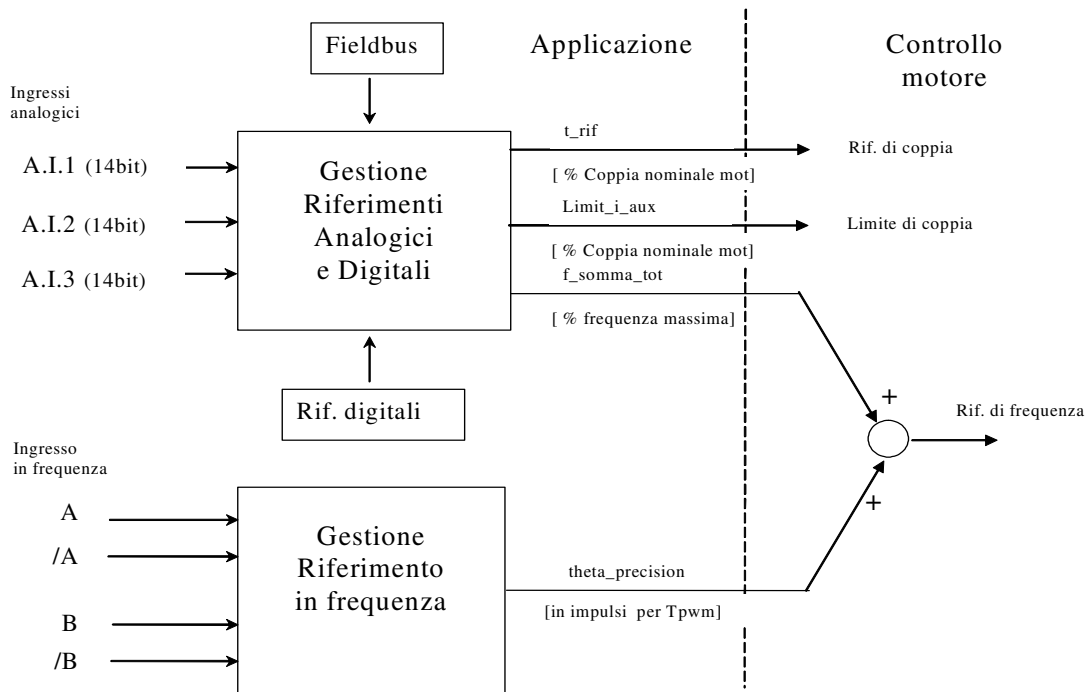 Fieldbus
Applicazione
Controllo
motore
Ingressi
analogici
A.I.1 (14bit)
A.I.2 (14bit)
A.I.3 (14bit)
Gestione
Riferimenti
Analogici
e Digitali
t_rif
[ % Coppia nominale mot]
Limit_i_aux
[ % Coppia nominale mot]
f_somma_tot
[ % frequenza massima]
Rif. di coppia
Limite di coppia
Rif. digitali
+
+
Rif. di frequenza
Ingresso
in frequenza
A
/A
B
/B
Gestione
Riferimento
in frequenza
theta_precision
[in impulsi per Tpwm]